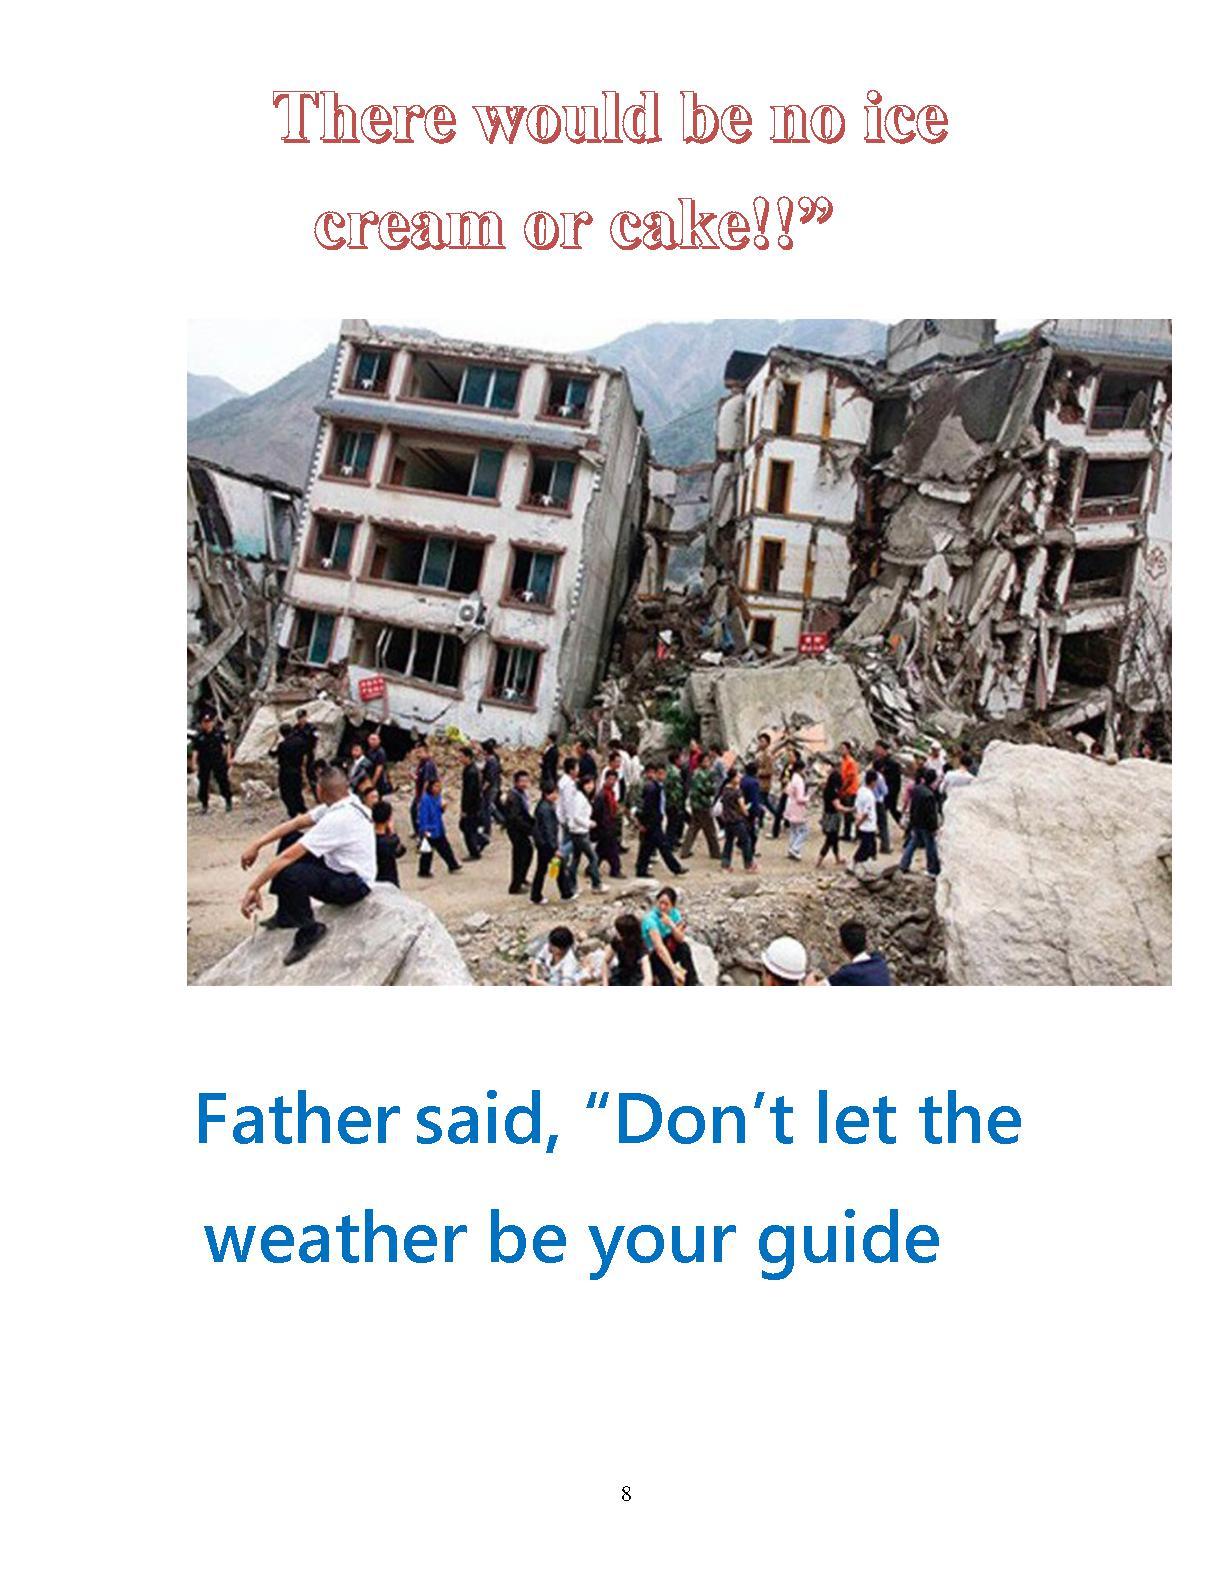 There would be no ice
cream or cake!!”
Father said, “Don’t let the
weather be your guide
8